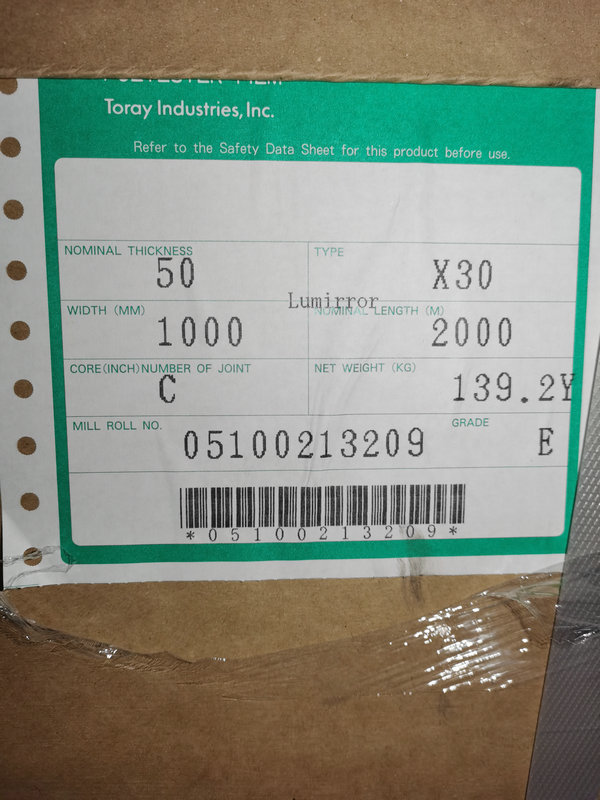 POLYESTER FILM
Toray Industries, Inc.
Refer to the Safety Data Sheet for this product before use.
NOMINAL THICKNESS
50
TYPE
X30
Lumirror
WIDTH (MM)
1000
NOMINAL LENGTH (M)
2000
CORE(INCH)NUMBER OF JOINT
C
NET WEIGHT (KG)
139.2Y
MILL ROLL NO.
05100213209
GRADE
E
*05100213209*